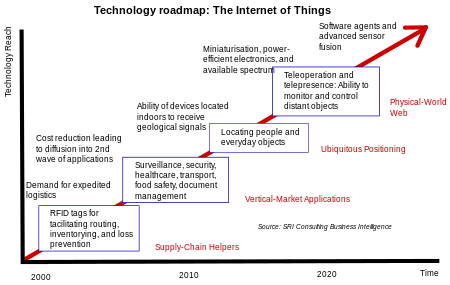 Technology roadmap: The Internet of Things
Software agents and
advanced sensor
fusion
Miniaturisation, power-
efficient electronics, and
available spectrum
Teleoperation and
telepresence: Ability to
monitor and control
distant objects
Physical-World
Web
Ability of devices located
indoors to receive
geological signals
Locating people and
everyday objects
Ubiquitous Positioning
Cost reduction leading
to diffusion into 2nd
wave of applications
Surveillance, security,
healthcare, transport,
food safety, document
management
Vertical-Market Applications
Demand for expedited
logistics
RFID tags for
tacilitating routing,
inventorying, and loss
prevention
Supply-Chain Helpers
Source: SRI Consulting Business Intelligence
Technology Reach
2000
2010
2020
Time